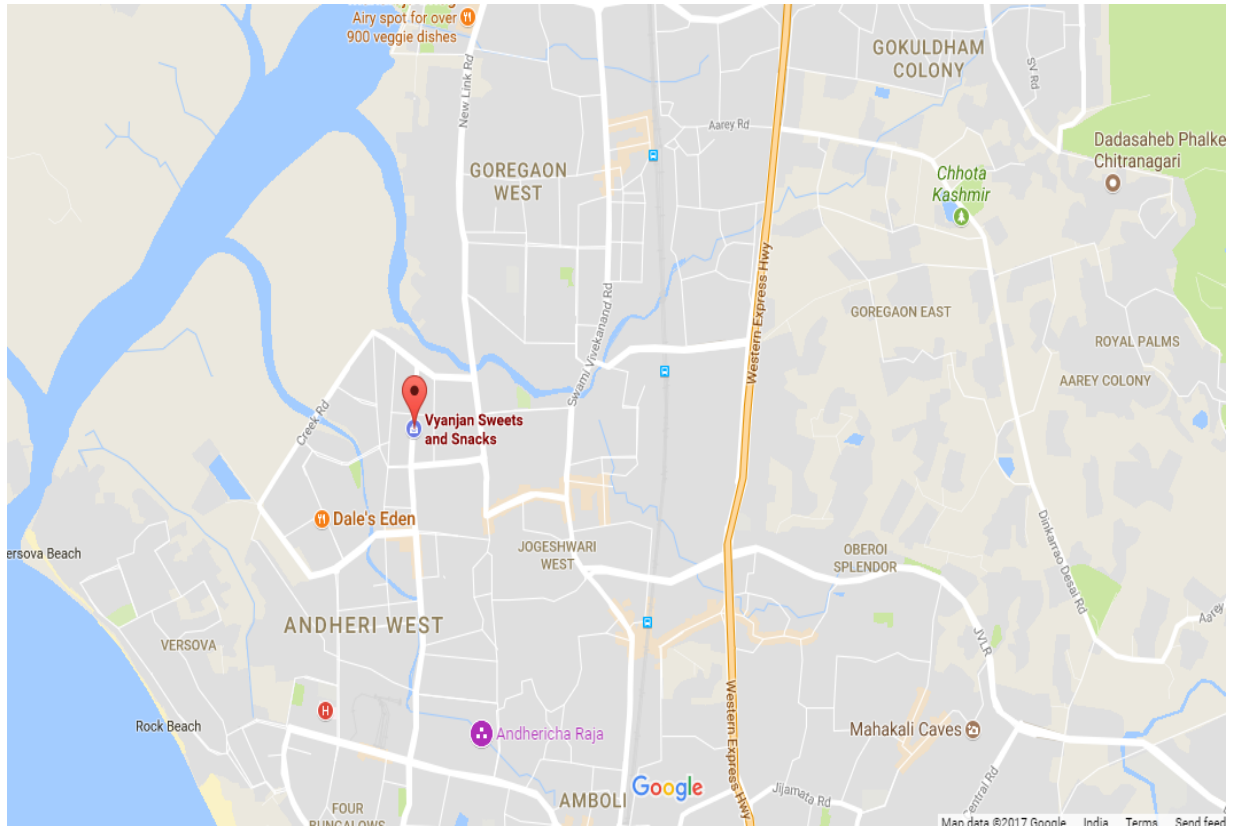 Airy spot for over
900 veggie dishes
New Link Rd
GOKULDHAM
COLONY
SV Rd
Aarey Rd
Dadasaheb Phalke
Chitranagari
GOREGAON
WEST
Chhota
Kashmir
Western Express Hwy
Swami Vivekanand Rd
GOREGAON EAST
ROYAL PALMS
AAREY COLONY
Creek Rd
Vyanjan Sweets
and Snacks
Dale's Eden
ersova Beach
JOGESHWARI
WEST
OBEROI
SPLENDOR
Dinkarrao Desai Rd
Aarey
ANDHERI WEST
VERSOVA
JVLR
H
Rock Beach
Andhericha Raja
Western Express Hwy
Mahakali Caves
Google
AMBOLI
Jijamata Rd
Central Rd
FOUR
BUNGALOWS
Map data ©2017 Google India Terms Send feed